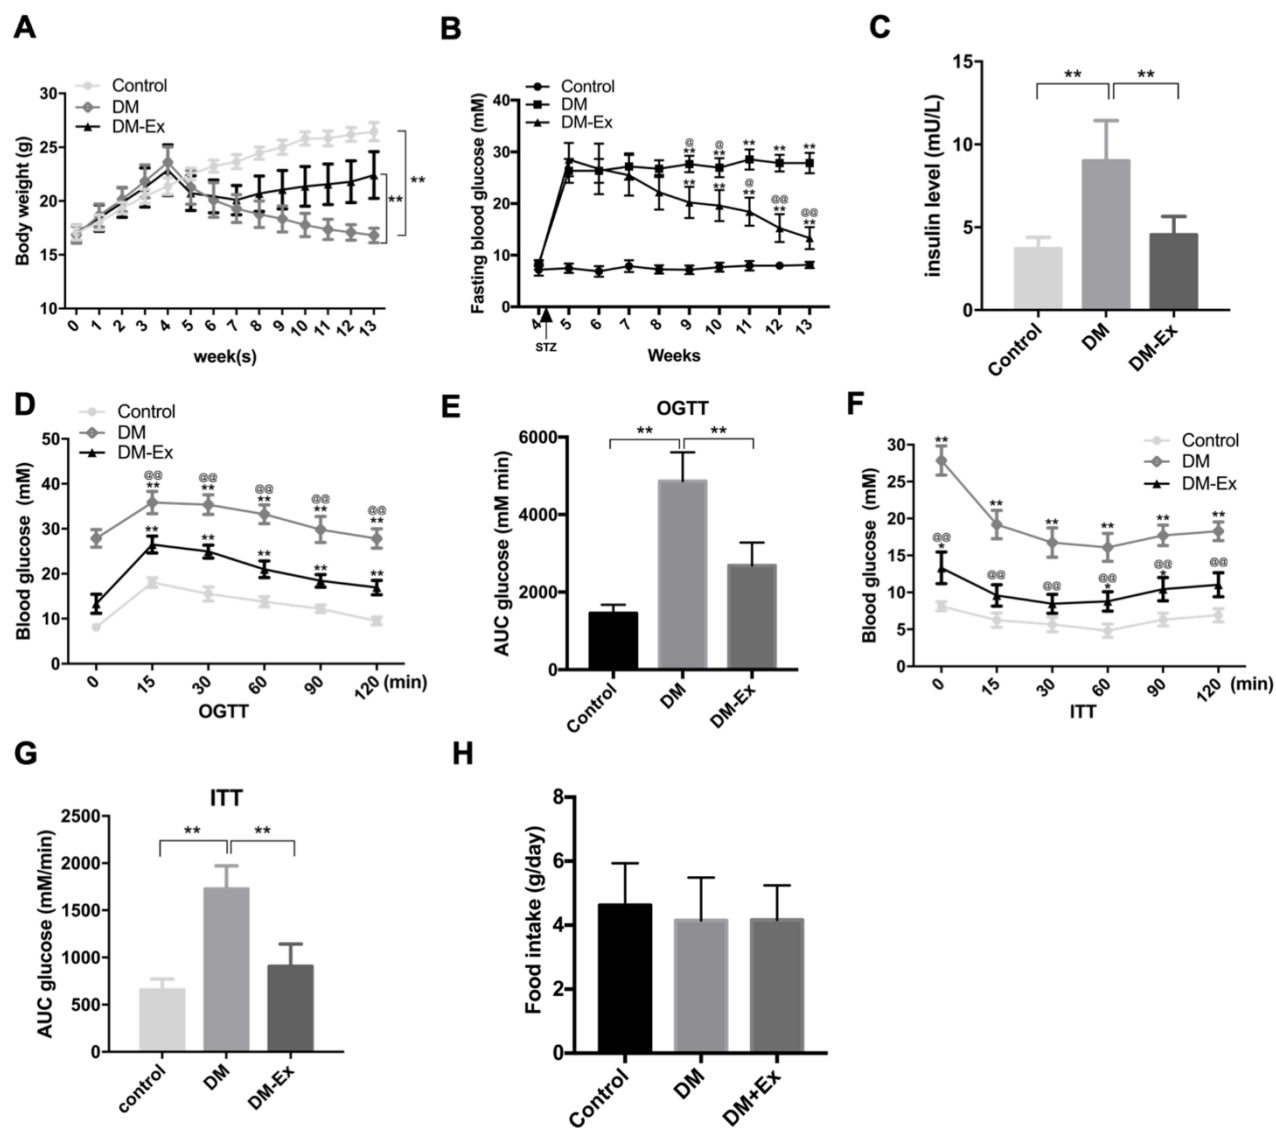 A
Control
DM
DM-Ex
Body weight (g)
30
25
20
15
10
0 1 2 3 4 5 6 7 8 9 10 11 12 13
week(s)
**
**
B
Control
DM
DM-Ex
Fasting blood glucose (mM)
40
30
20
10
0
@ @
** ** ** ** **
@ @@ @@
** ** ** ** **
4 5 6 7 8 9 10 11 12 13
STZ
Weeks
C
insulin level (mU/L)
15
10
5
0
** **
Control DM DM-Ex
D
Control
DM
DM-Ex
Blood glucose (mM)
50
40
30
20
10
0
@@ @@ @@ @@ @@
** ** ** ** **
** ** ** ** **
0 15 30 60 90 120 (min)
OGTT
E
OGTT
AUC glucose (mM min)
6000
4000
2000
0
** **
Control DM DM-Ex
F
Control
DM
DM-Ex
Blood glucose (mM)
30
25
20
15
10
5
0
** ** ** ** ** **
@@ @@ @@ @@ @@ @@
* * *
0 15 30 60 90 120 (min)
ITT
G
ITT
AUC glucose (mM/min)
2500
2000
1500
1000
500
0
** **
control DM DM-Ex
H
Food intake (g/day)
8
6
4
2
0
Control DM DM+Ex